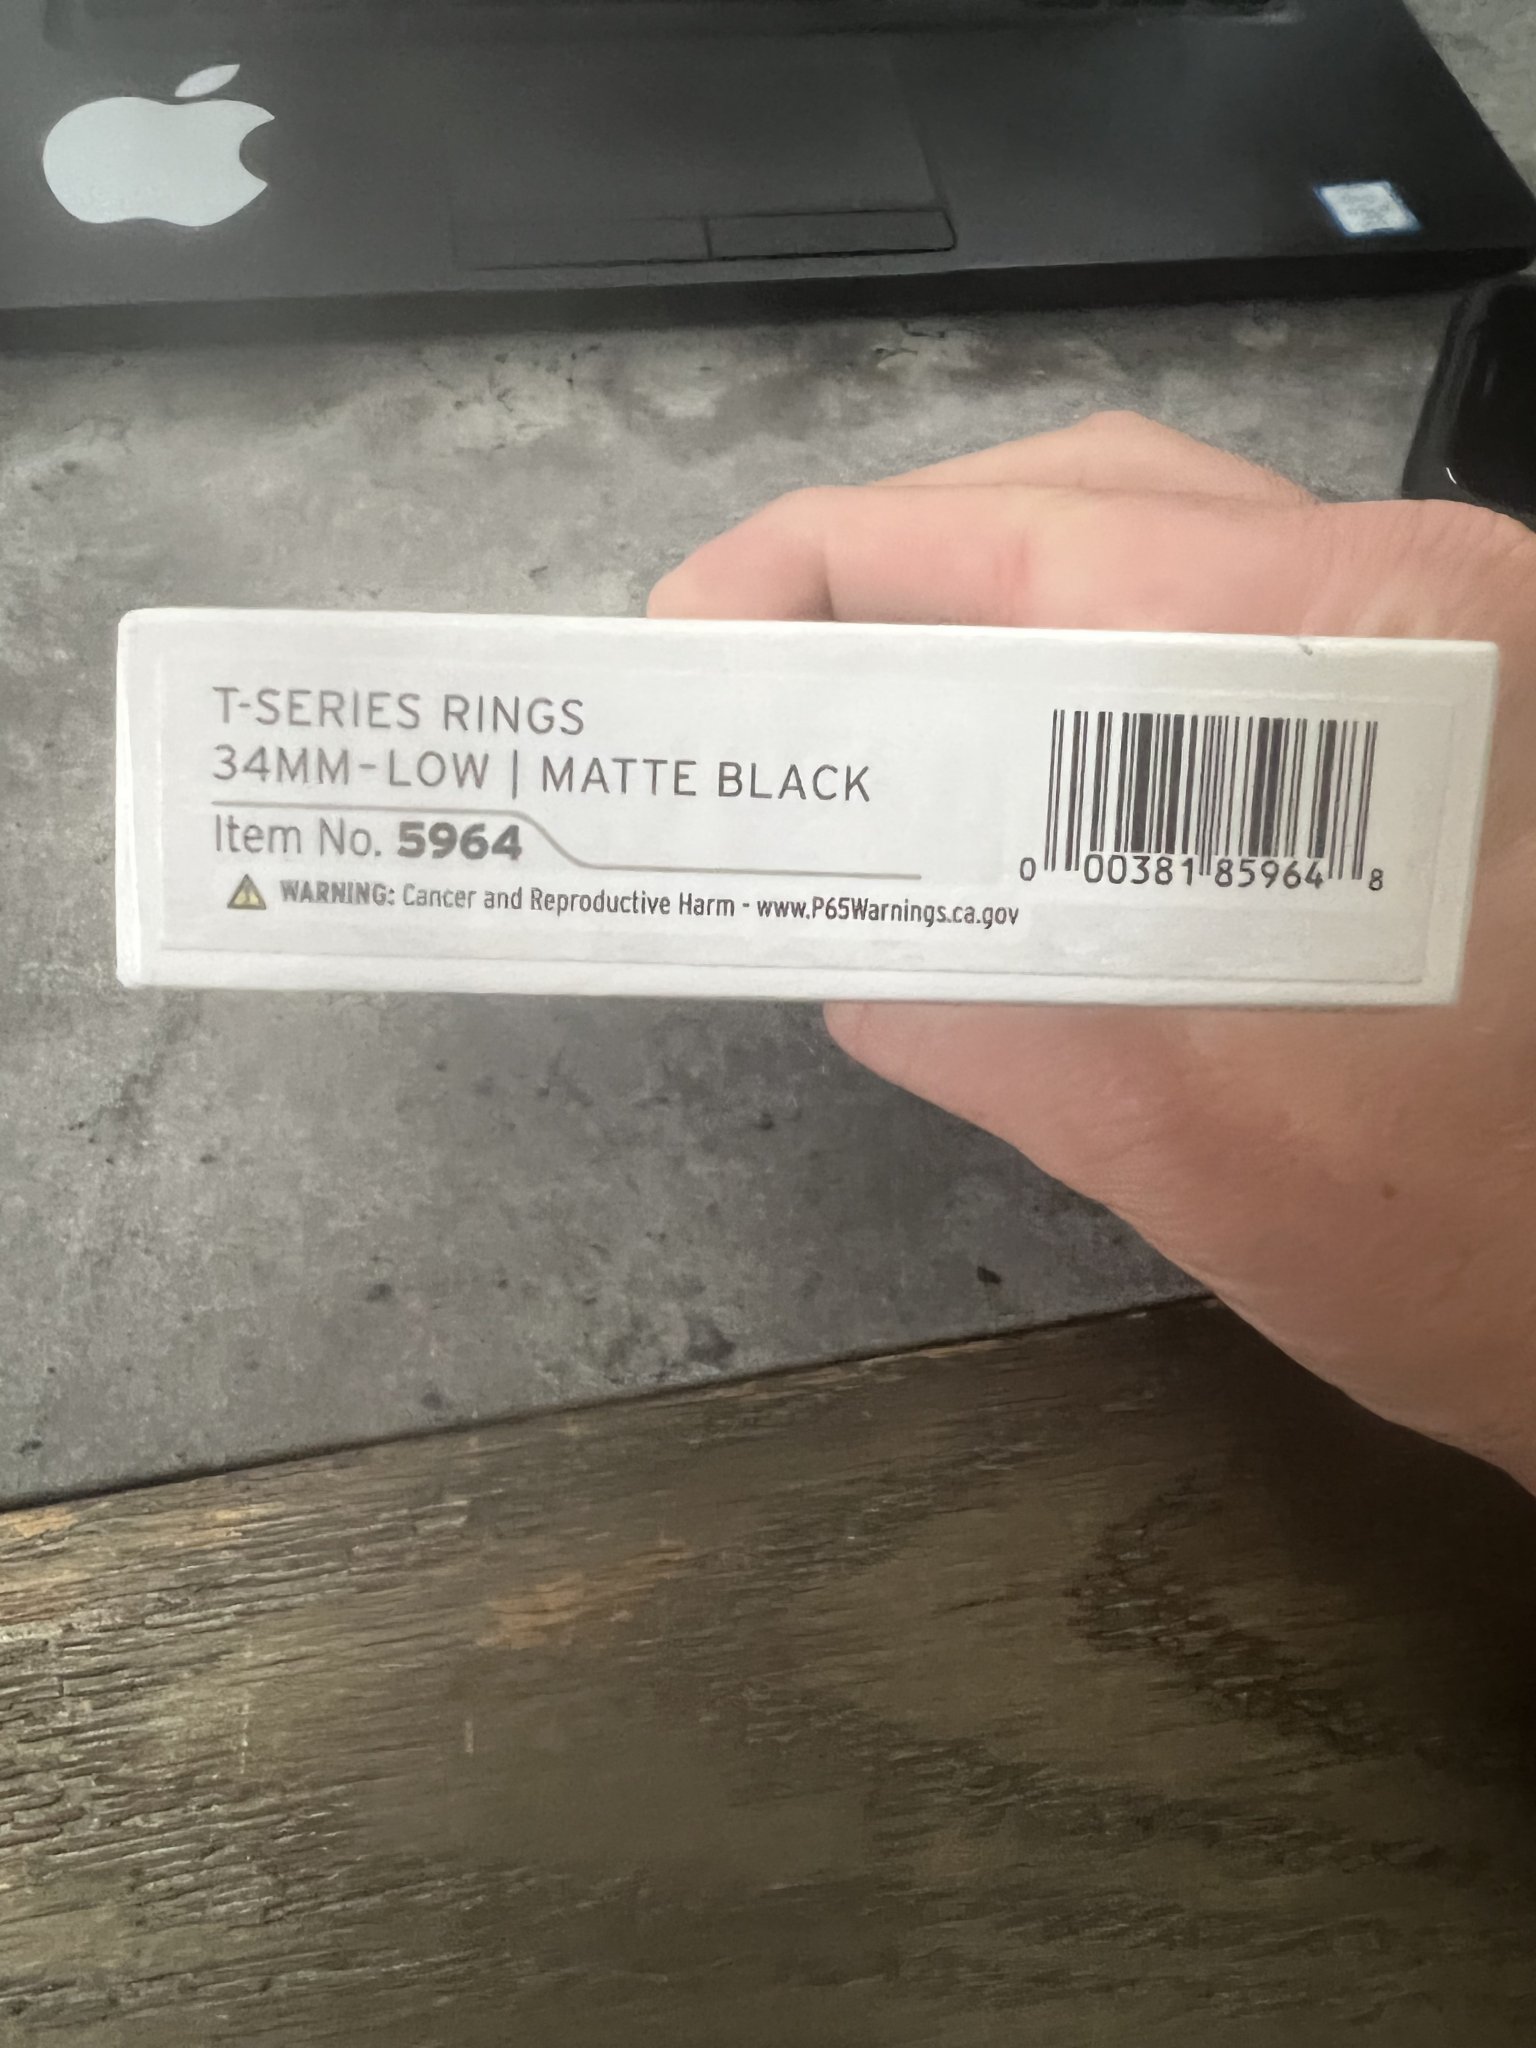 T-SERIES RINGS
34MM-LOW | MATTE BLACK
Item No. 5964
WARNING: Cancer and Reproductive Harm - www.P65Warnings.ca.gov
0 00381 85964 8